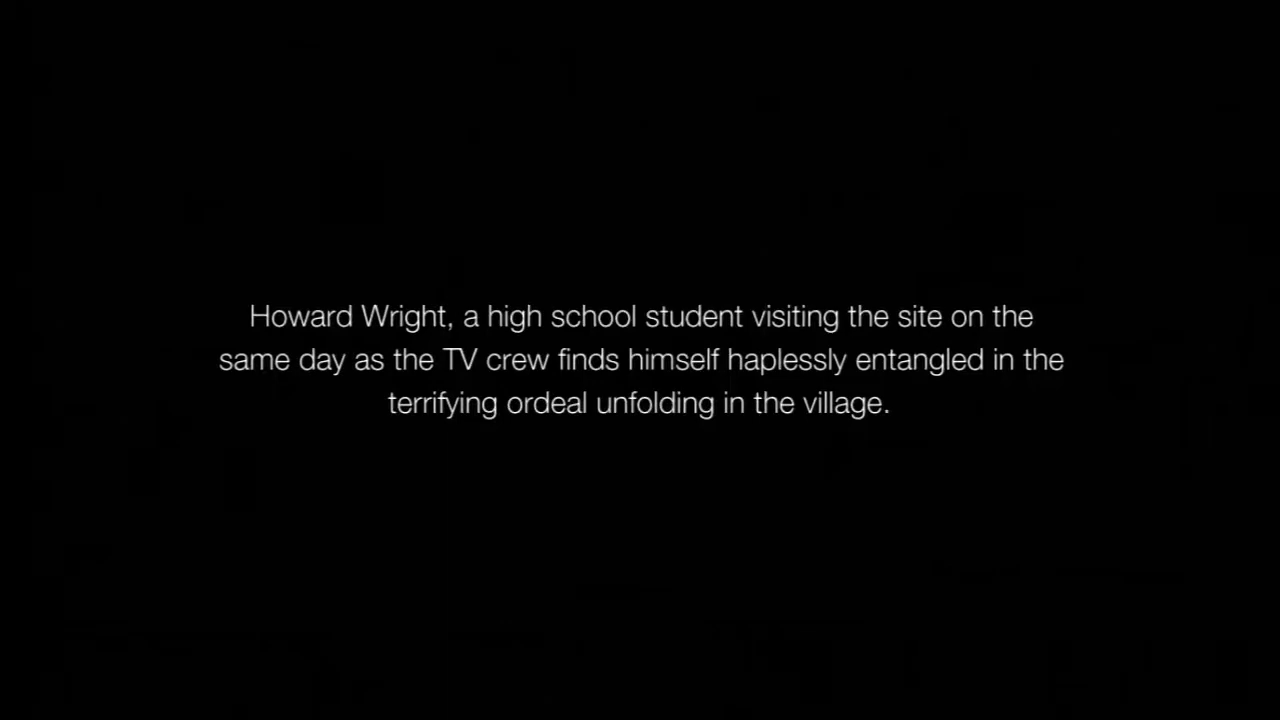 Howard Wright, a high school student visiting the site on the
same day as the TV crew finds himself haplessly entangled in the
terrifying ordeal unfolding in the village.